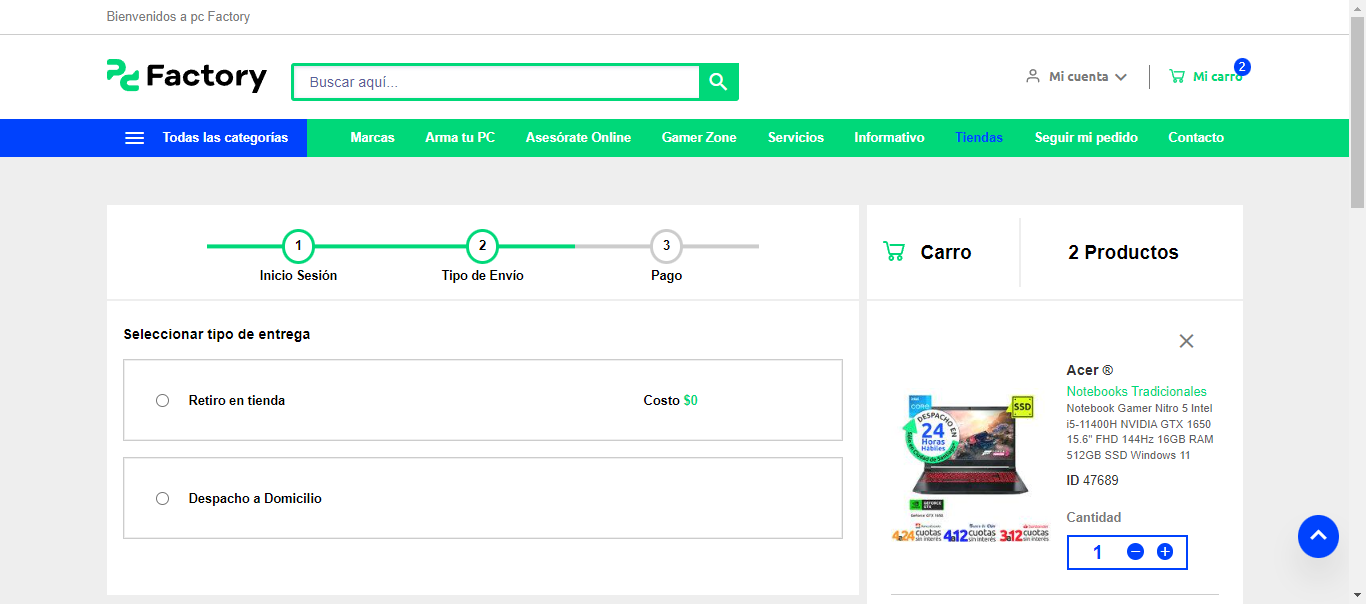 Bienvenidos a pc Factory
Factory
Buscar aquí...
Mi cuenta
Mi carro
2
Todas las categorías
Marcas
Arma tu PC
Asesórate Online
Gamer Zone
Servicios
Informativo
Tiendas
Seguir mi pedido
Contacto
1
2
3
Inicio Sesión
Tipo de Envío
Pago
Seleccionar tipo de entrega
Retiro en tienda
Costo $0
Despacho a Domicilio
Carro
2 Productos
Acer ®
Notebooks Tradicionales
Notebook Gamer Nitro 5 Intel
i5-11400H NVIDIA GTX 1650
15.6" FHD 144Hz 16GB RAM
512GB SSD Windows 11
ID 47689
Cantidad
1
SSD
DESPACHO EN
24
Horas
Hábiles
cuotas
sin interés
cuotas
sin interés
cuotas
sin interés